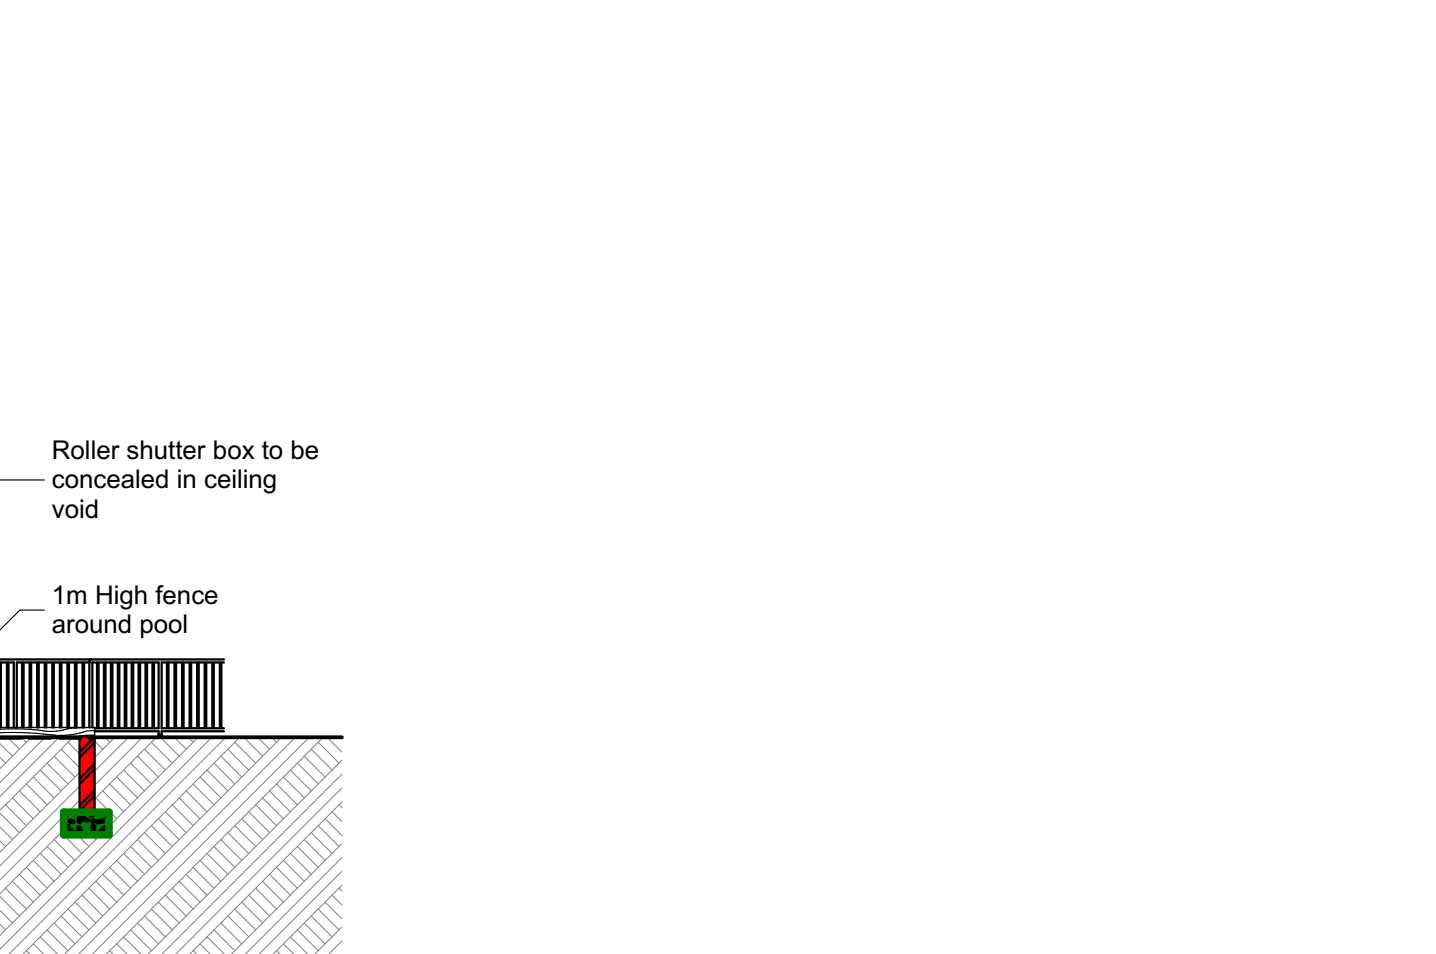 Roller shutter box to be
concealed in ceiling
void
1m High fence
around pool